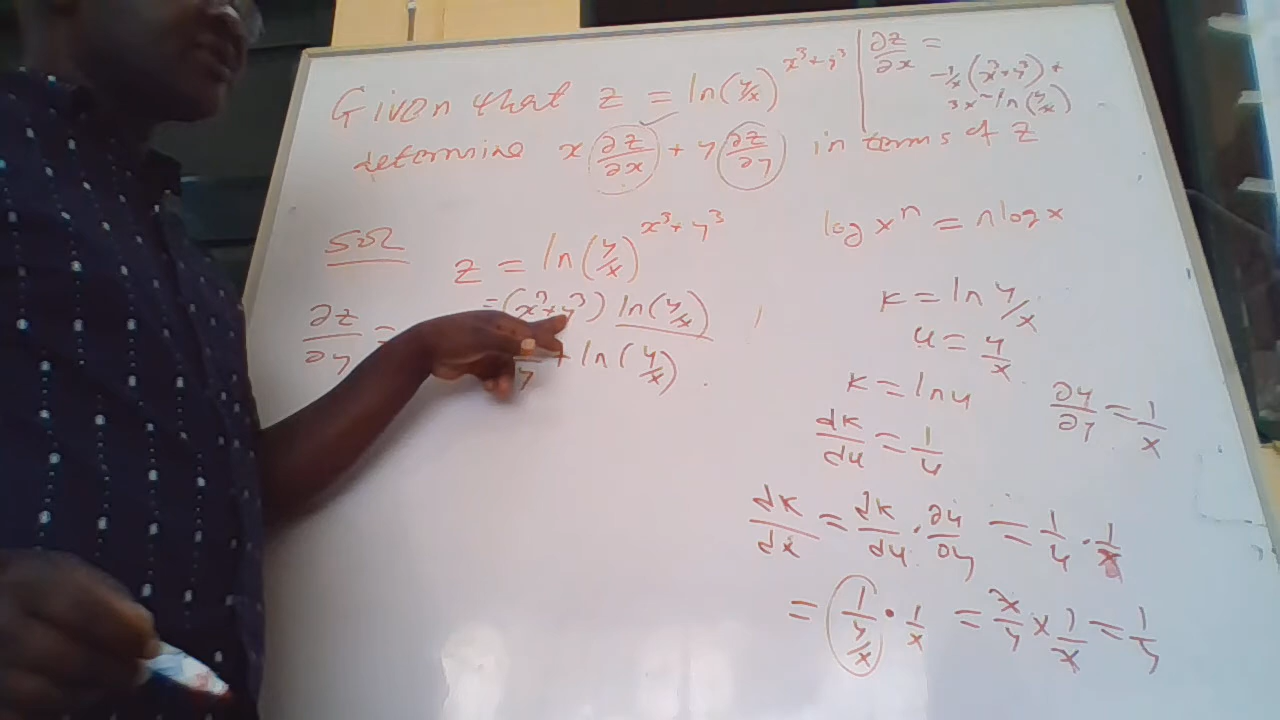 Given that z = ln(y/x)^(x³+y³)
determine x ∂z/∂x + y ∂z/∂y in terms of z
∂z/∂x =
-1/x (x³+y³) +
3x² ln(y/x)
Sol
z = ln(y/x)^(x³+y³)
= (x³+y³) ln(y/x)
∂z/∂y =
y + ln(y/x)
log xⁿ = n log x
K = ln y/x
u = y/x
K = ln u
∂u/∂y = 1/x
dK/du = 1/u
dK/dx = dK/du · ∂u/∂y = 1/u · 1/x
= 1/(y/x) · 1/x = x/y × 1/x = 1/y